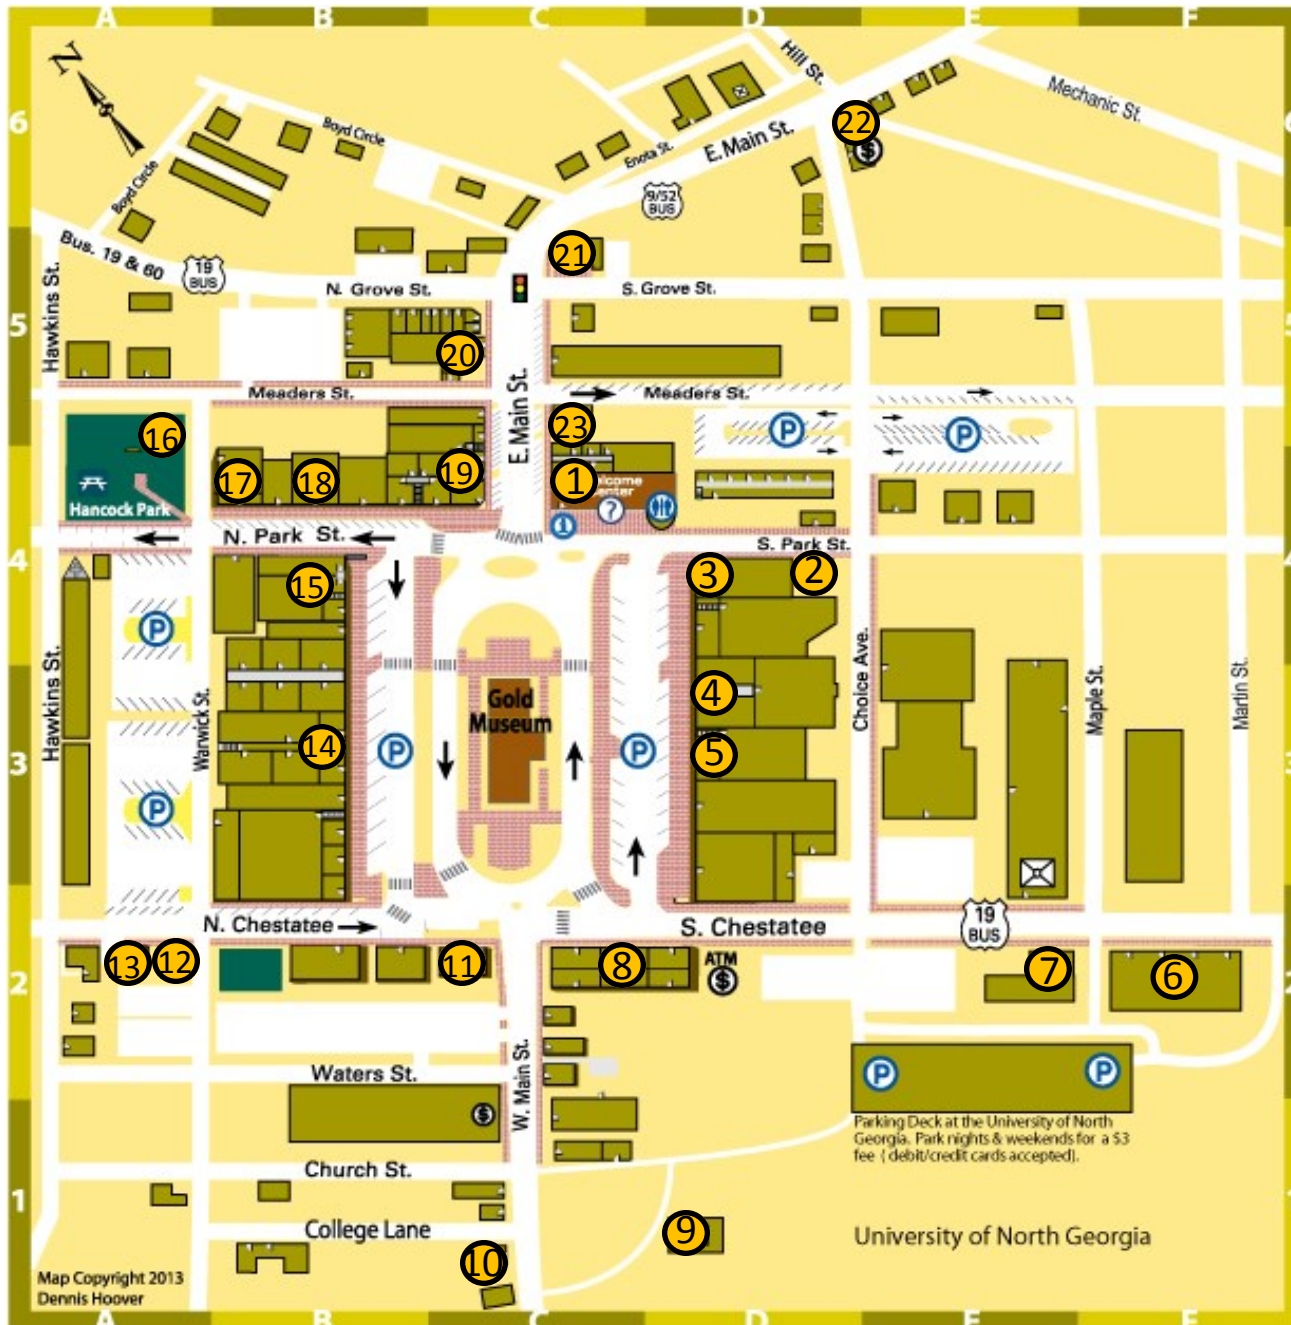 A B C D E F
N
Hill St.
Mechanic St.
6
22
$
Boyd Circle
E. Main St.
Enota St.
Boyd Circle
9/52
BUS
Bus. 19 & 60
19
BUS
21
Hawkins St.
N. Grove St.
S. Grove St.
5
5
20
Meaders St.
E. Main St.
Meaders St.
16
23
P
P
17
18
19
1
Welcome
Center
?
i
Hancock Park
N. Park St.
S. Park St.
4
4
15
3
2
P
Hawkins St.
Warwick St.
Gold
Museum
4
Choice Ave.
Maple St.
Martin St.
14
P
P
5
3
3
P
N. Chestatee
S. Chestatee
19
BUS
13
12
11
8
ATM
$
7
6
2
2
W. Main St.
Waters St.
P
P
$
Parking Deck at the University of North
Georgia. Park nights & weekends for a $3
fee ( debit/credit cards accepted).
Church St.
1
College Lane
9
University of North Georgia
10
Map Copyright 2013
Dennis Hoover
A B C D E F